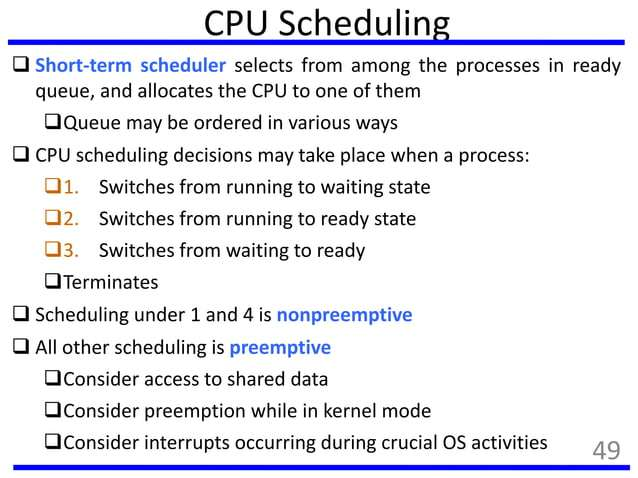 CPU Scheduling
❑ Short-term scheduler selects from among the processes in ready
queue, and allocates the CPU to one of them
❑Queue may be ordered in various ways
❑ CPU scheduling decisions may take place when a process:
❑1. Switches from running to waiting state
❑2. Switches from running to ready state
❑3. Switches from waiting to ready
❑Terminates
❑ Scheduling under 1 and 4 is nonpreemptive
❑ All other scheduling is preemptive
❑Consider access to shared data
❑Consider preemption while in kernel mode
❑Consider interrupts occurring during crucial OS activities
49